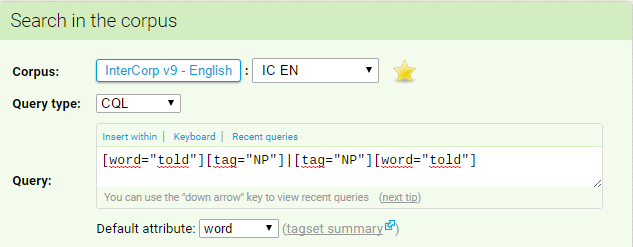 Search in the corpus
Corpus: InterCorp v9 - English : IC EN
Query type: CQL
Insert within | Keyboard | Recent queries
[word="told"][tag="NP"]|[tag="NP"][word="told"]
Query:
You can use the "down arrow" key to view recent queries (next tip)
Default attribute: word (tagset summary)